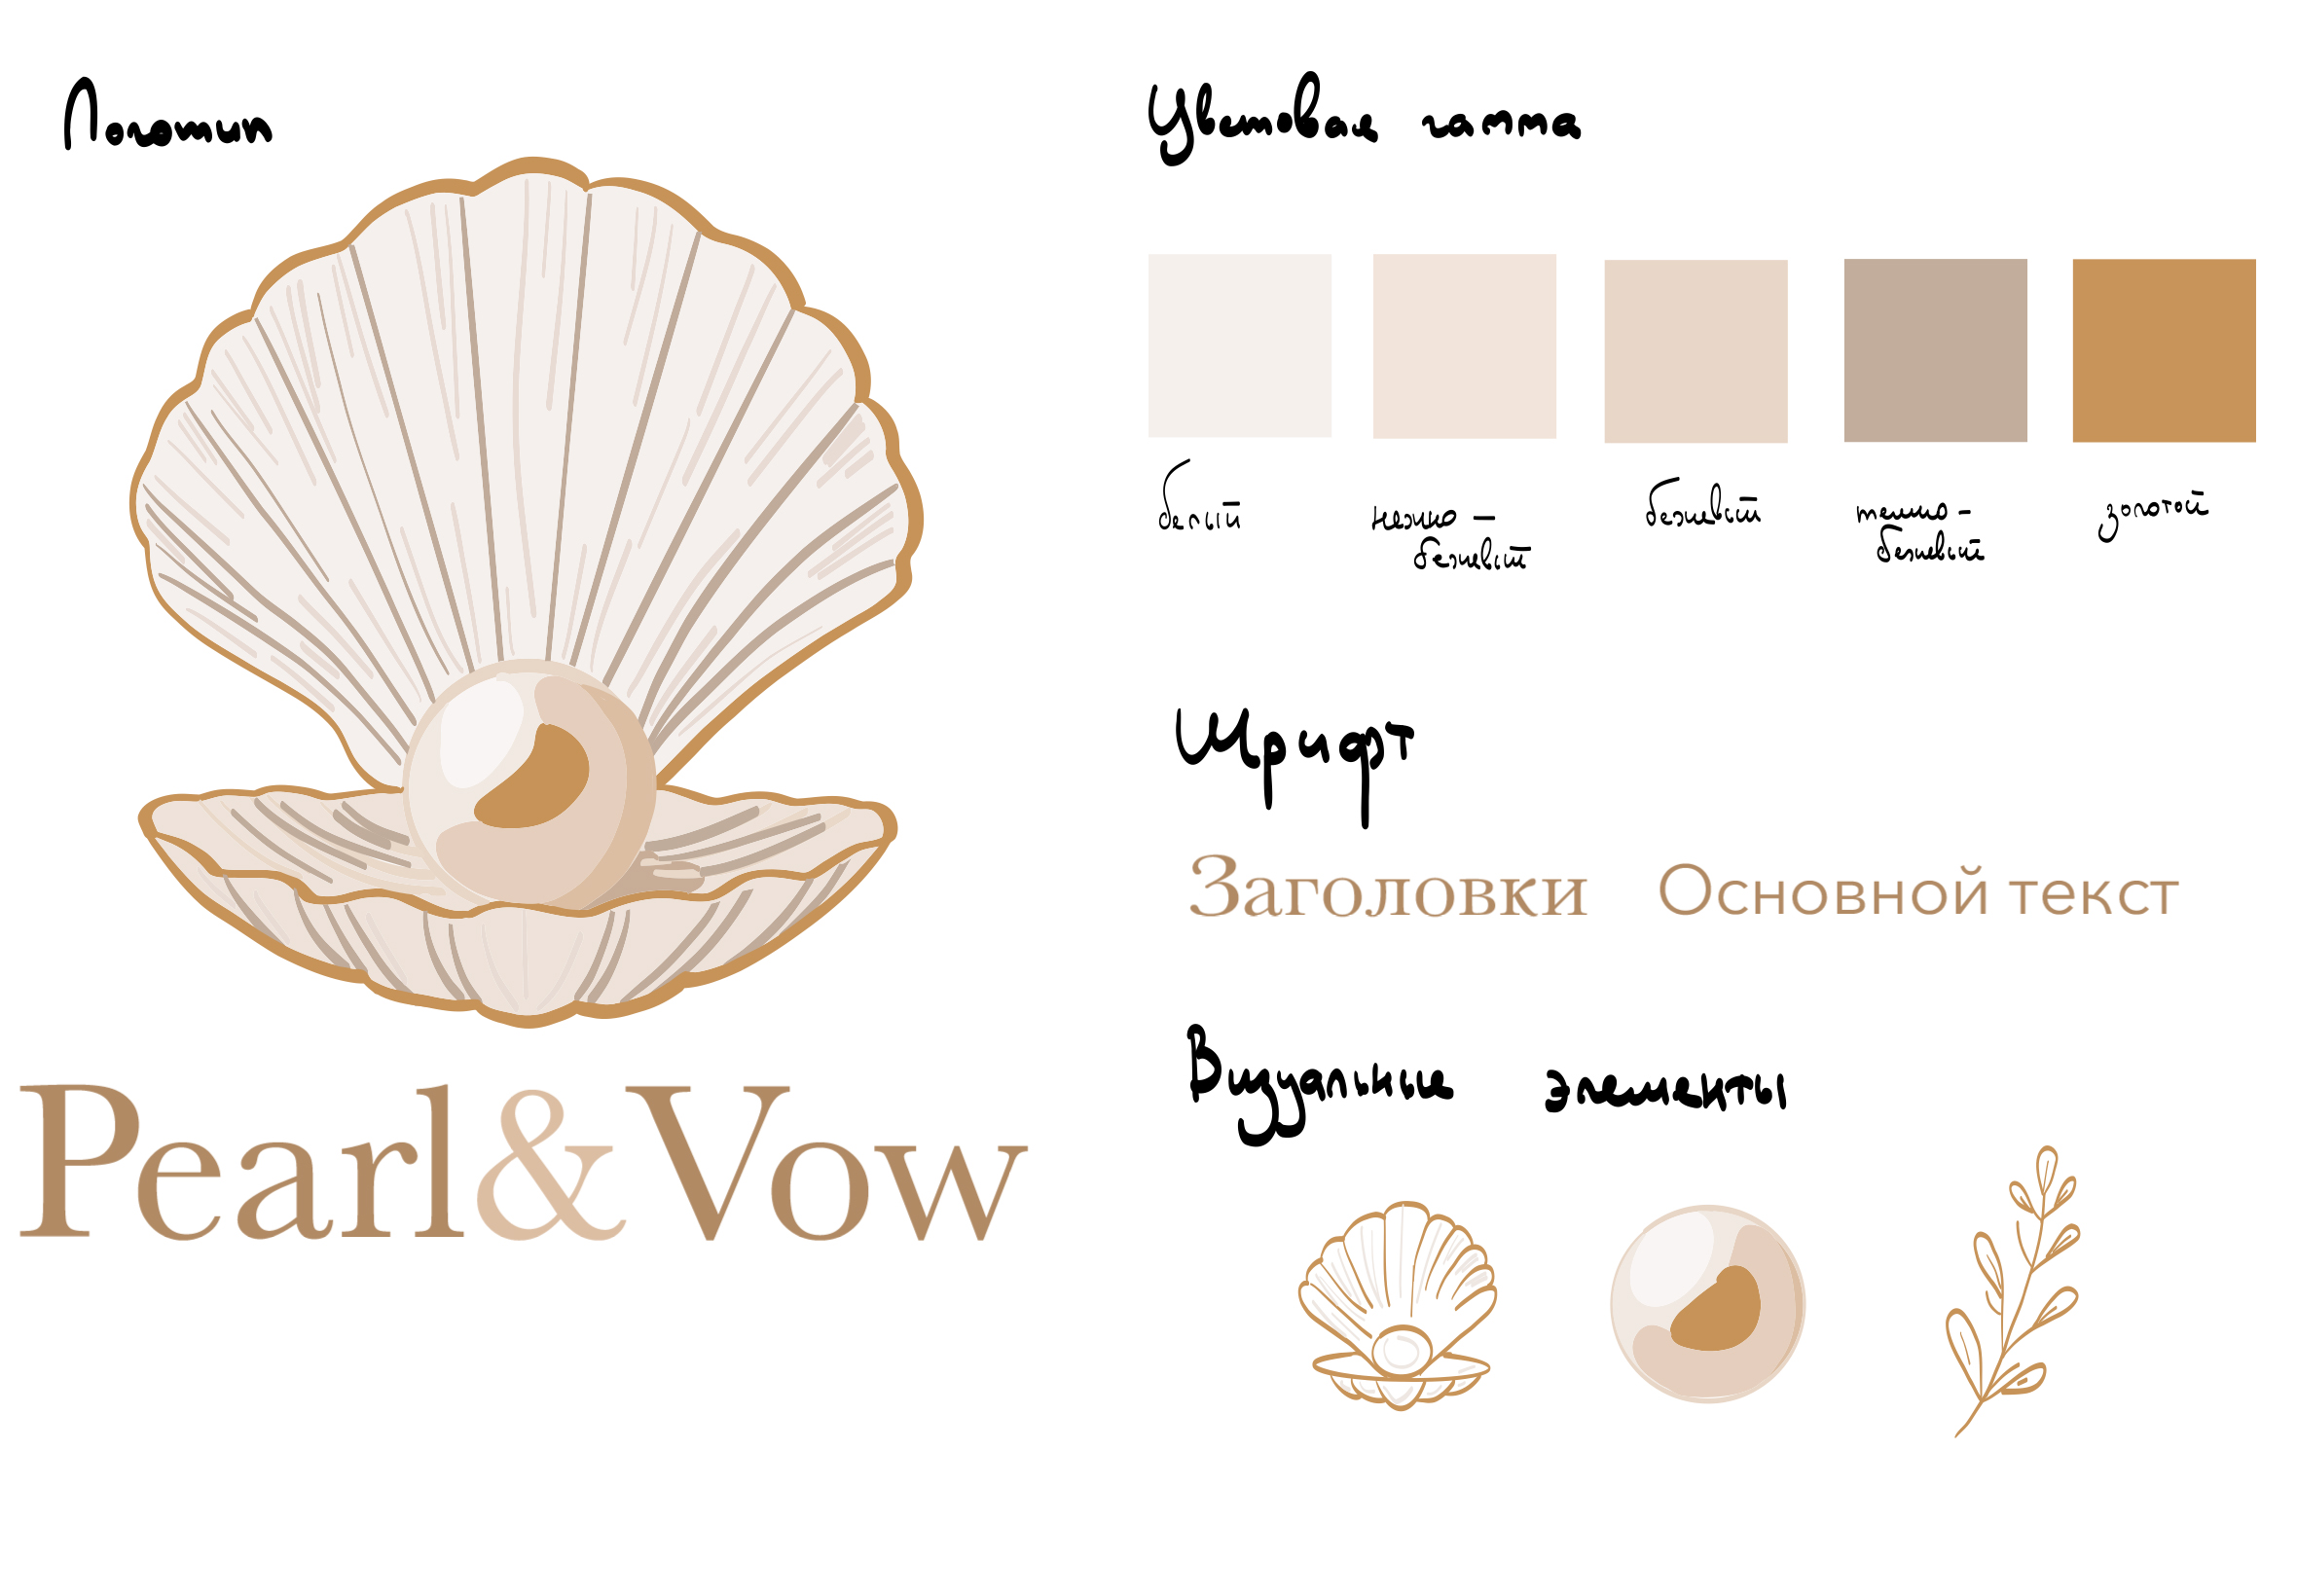 Логотип
Pearl&Vow
Цветовая гамма
белый
нежно -
бежевый
бежевый
темно -
бежевый
золотой
Шрифт
Заголовки Основной текст
Визуальные элементы